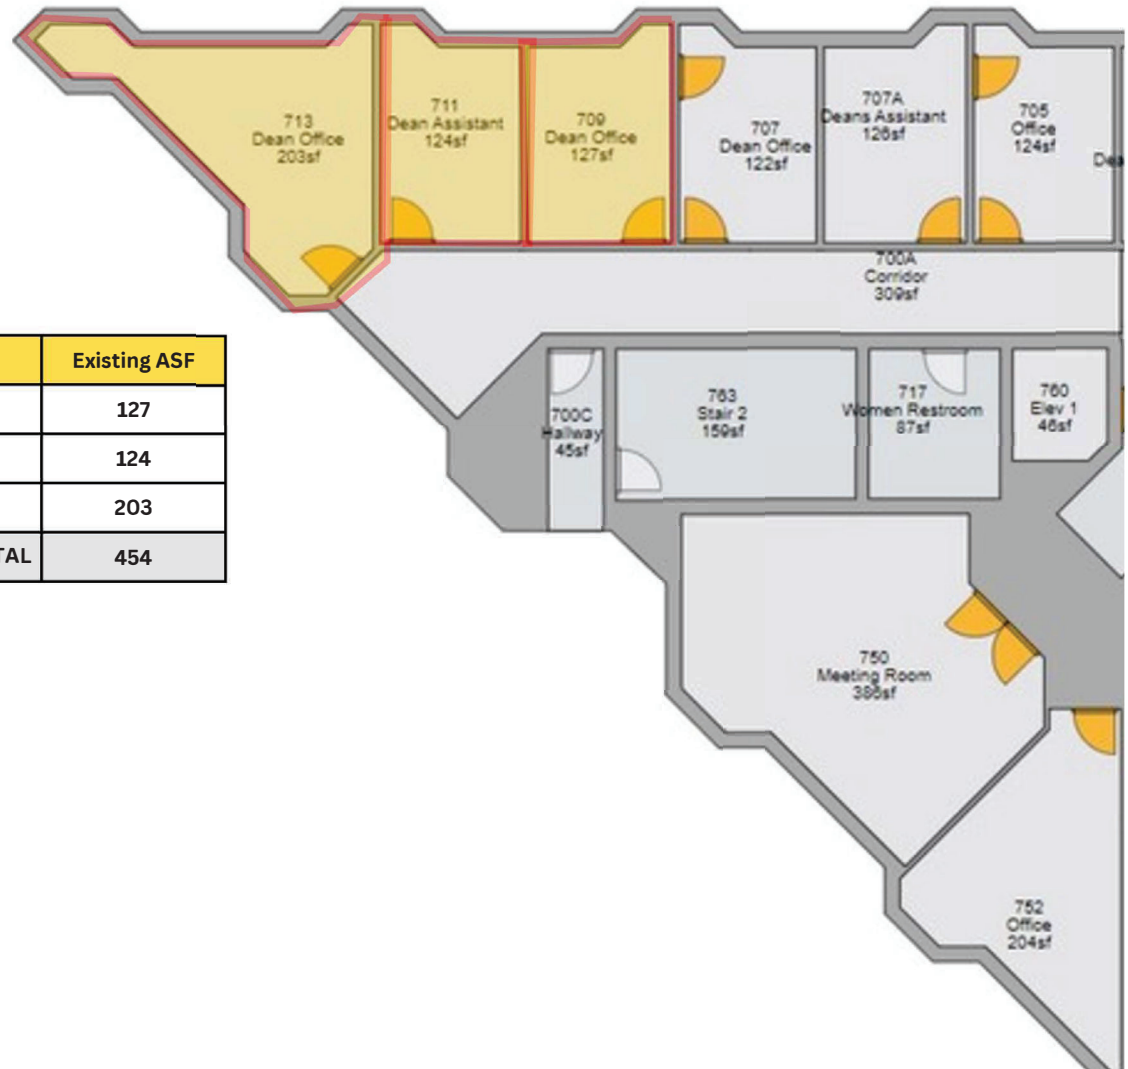 713
Dean Office
203sf
711
Dean Assistant
124sf
709
Dean Office
127sf
707
Dean Office
122sf
707A
Deans Assistant
126sf
705
Office
124sf
Dea
700A
Corridor
309sf
Existing ASF
127
124
203
TAL 454
700C
Hallway
45sf
763
Stair 2
159sf
717
Women Restroom
87sf
760
Elev 1
46sf
750
Meeting Room
386sf
752
Office
204sf